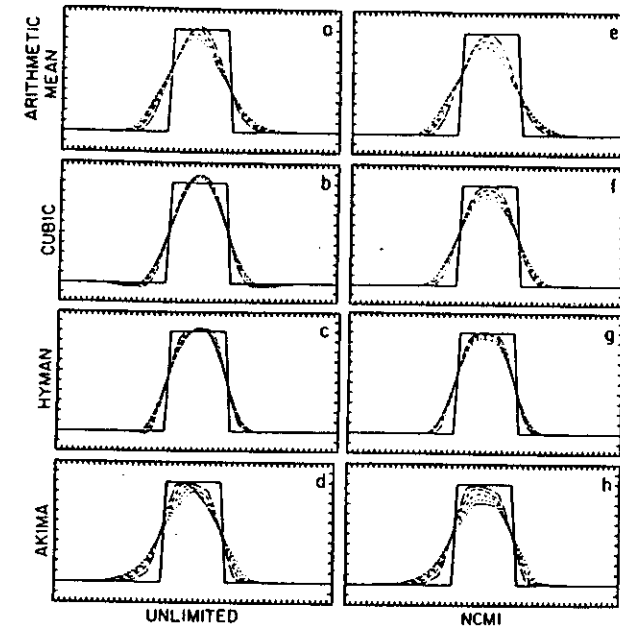 ARITHMETIC
MEAN
a
e
CUBIC
b
f
HYMAN
c
g
AKIMA
d
h
UNLIMITED
NCMI